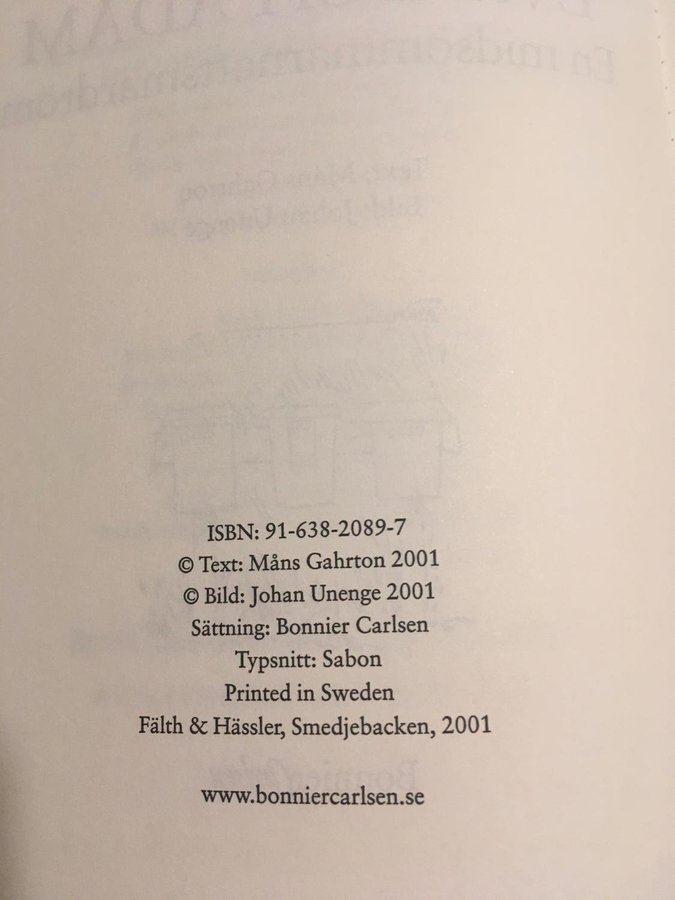 ISBN: 91-638-2089-7
© Text: Måns Gahrton 2001
© Bild: Johan Unenge 2001
Sättning: Bonnier Carlsen
Typsnitt: Sabon
Printed in Sweden
Fälth & Hässler, Smedjebacken, 2001
www.bonniercarlsen.se